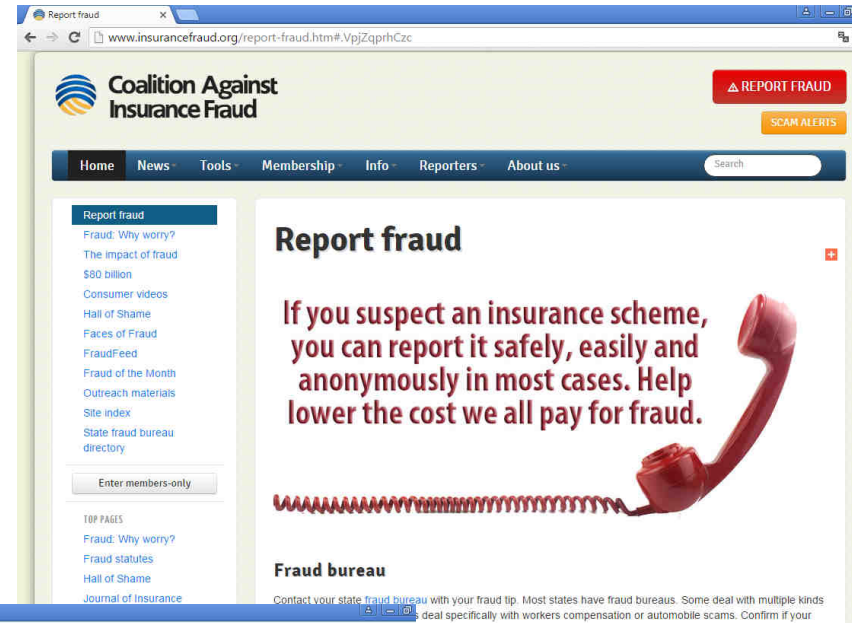 Report fraud
www.insurancefraud.org/report-fraud.htm#.VpjZqprhCzc
Coalition Against
Insurance Fraud
REPORT FRAUD
SCAM ALERTS
Home News Tools Membership Info Reporters About us Search
Report fraud
Fraud: Why worry?
The impact of fraud
$80 billion
Consumer videos
Hall of Shame
Faces of Fraud
FraudFeed
Fraud of the Month
Outreach materials
Site index
State fraud bureau
directory
Enter members-only
TOP PAGES
Fraud: Why worry?
Fraud statutes
Hall of Shame
Journal of Insurance
Report fraud
If you suspect an insurance scheme,
you can report it safely, easily and
anonymously in most cases. Help
lower the cost we all pay for fraud.
Fraud bureau
Contact your state fraud bureau with your fraud tip. Most states have fraud bureaus. Some deal with multiple kinds
s deal specifically with workers compensation or automobile scams. Confirm if your